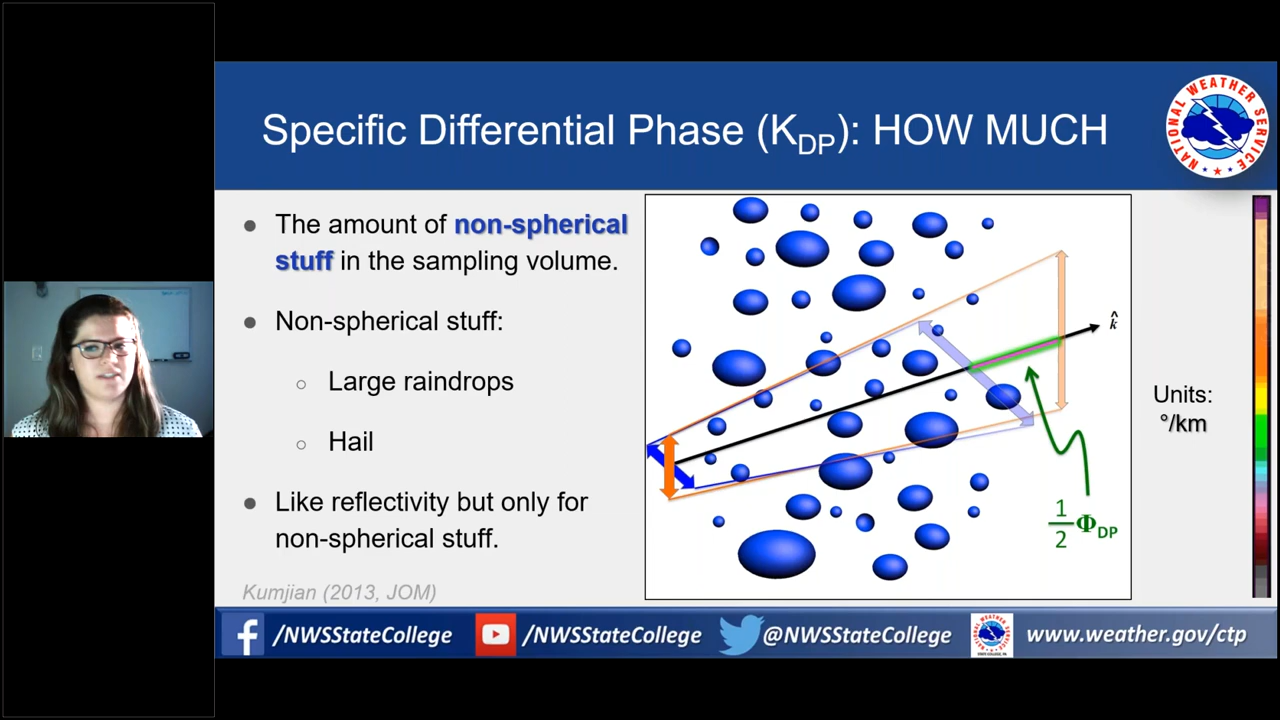 Specific Differential Phase (K_DP): HOW MUCH
NATIONAL WEATHER SERVICE
● The amount of non-spherical
stuff in the sampling volume.
● Non-spherical stuff:
○ Large raindrops
○ Hail
● Like reflectivity but only for
non-spherical stuff.
Kumjian (2013, JOM)
k̂
1/2 Φ_DP
Units:
°/km
/NWSStateCollege
/NWSStateCollege
@NWSStateCollege
www.weather.gov/ctp